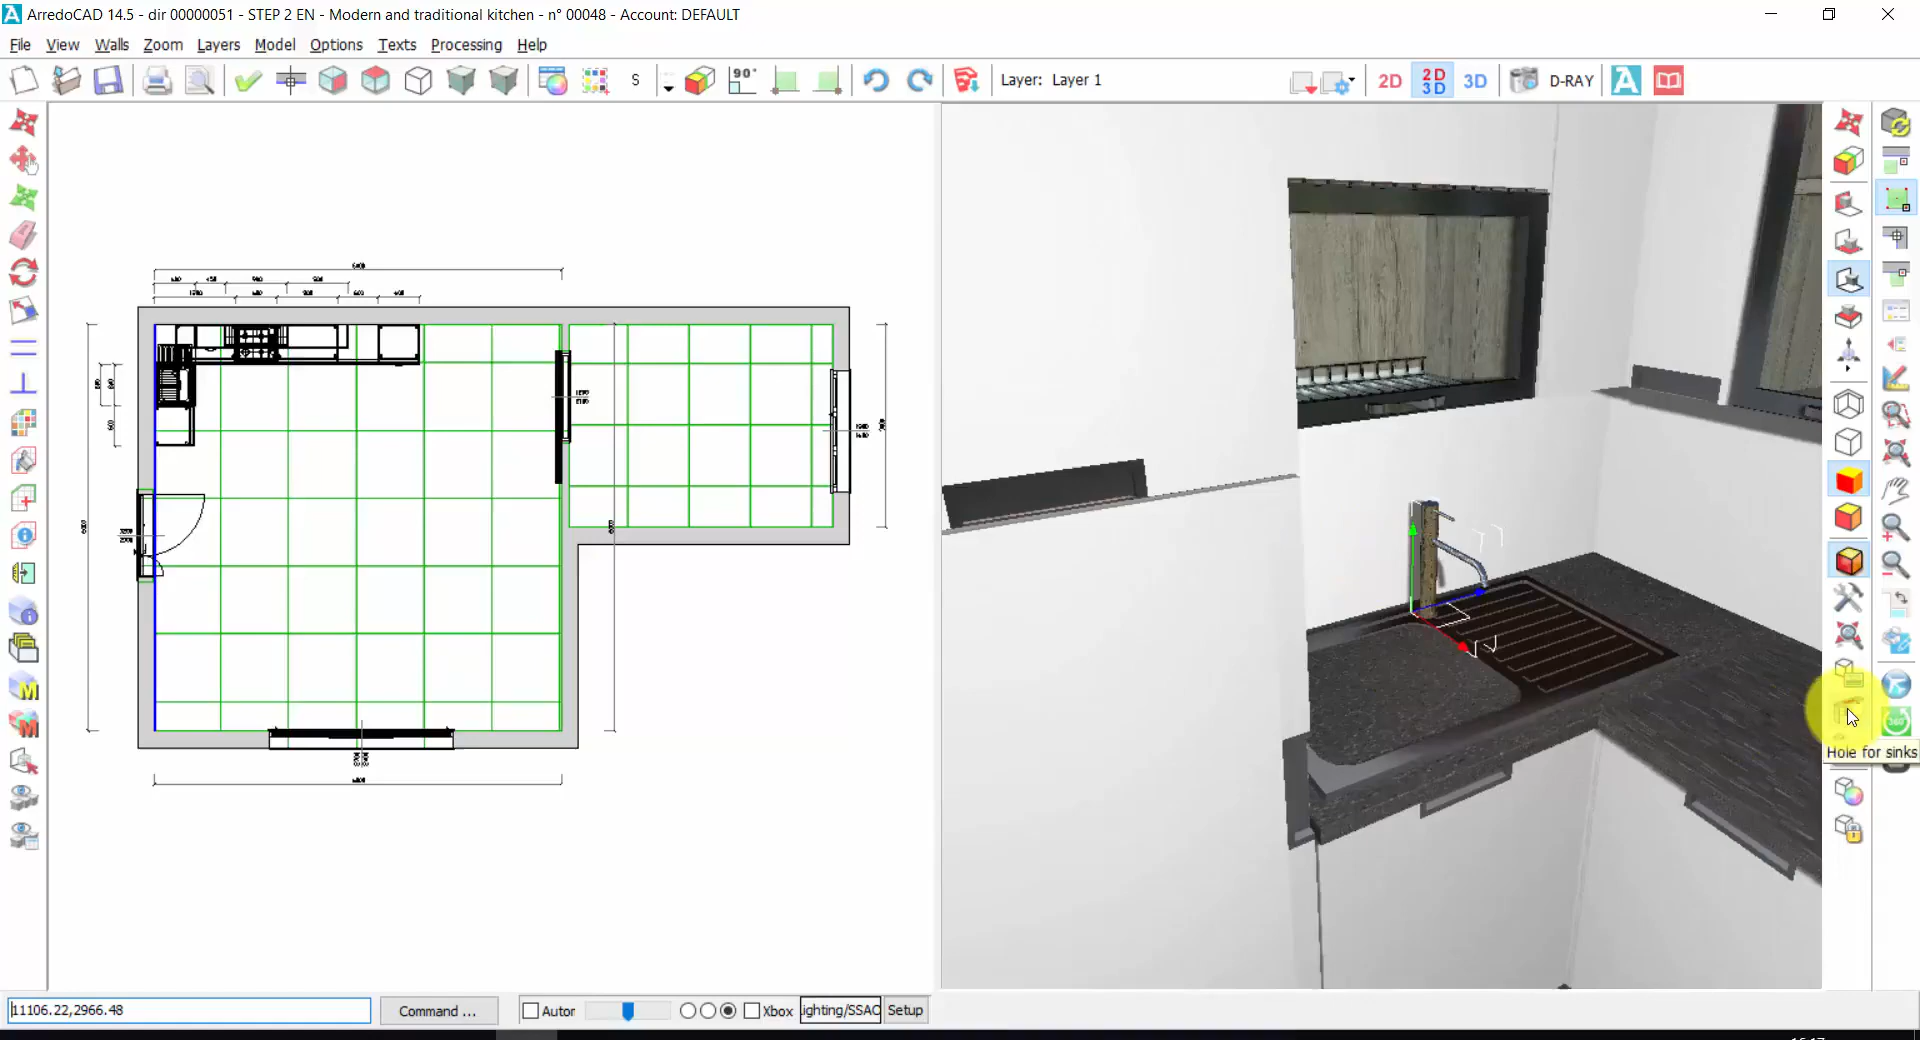 ArredoCAD 14.5 - dir 00000051 - STEP 2 EN - Modern and traditional kitchen - n° 00048 - Account: DEFAULT
File View Walls Zoom Layers Model Options Texts Processing Help
S 90° Layer: Layer 1 2D 2D 3D 3D D-RAY
M
M
360°
Hole for sinks
11106.22,2966.48 Command ... Autor Xbox ighting/SSAO Setup